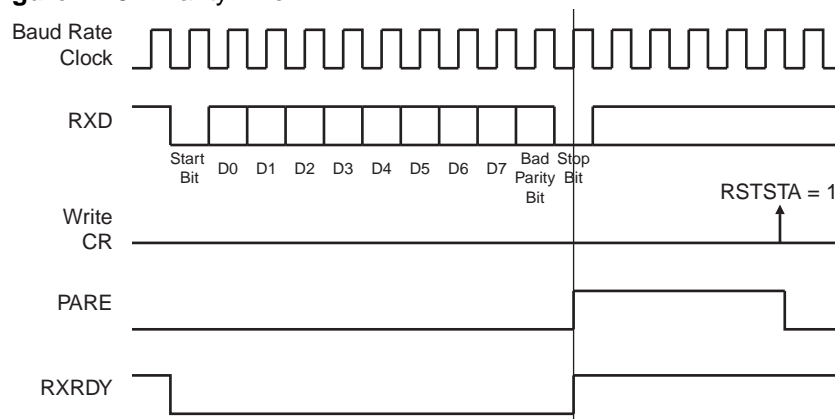 Baud Rate
Clock
RXD
Start
Bit
D0 D1 D2 D3 D4 D5 D6 D7
Bad
Parity
Bit
Stop
Bit
RSTSTA = 1
Write
CR
PARE
RXRDY